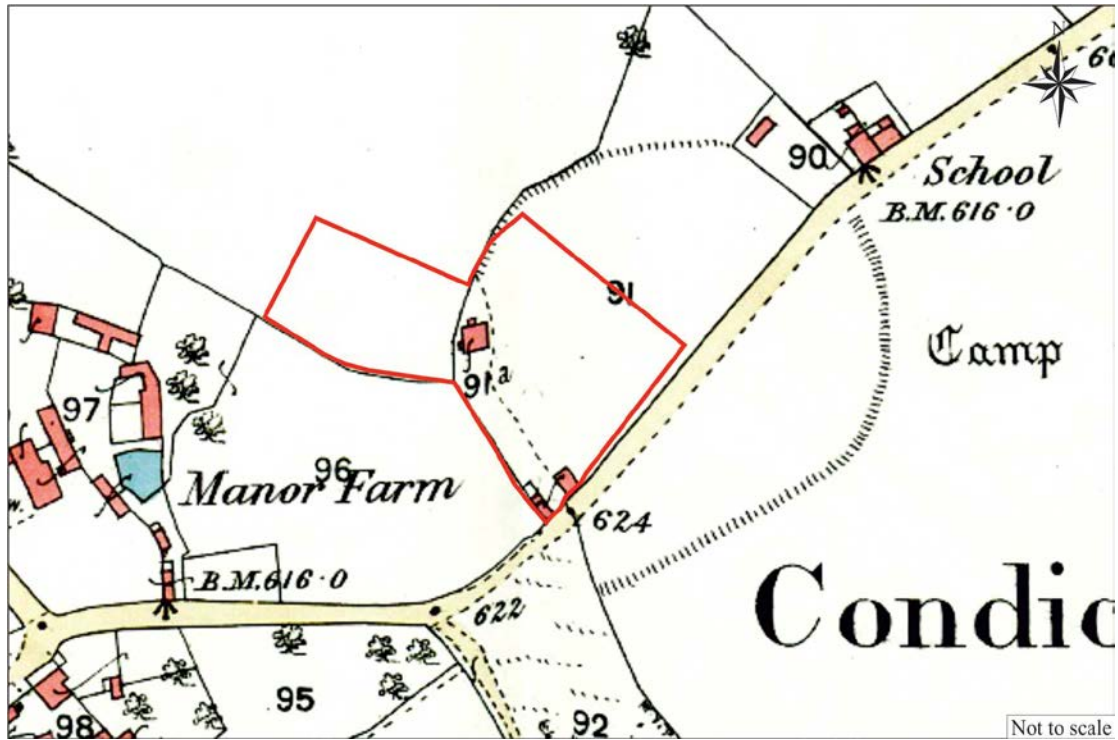 N
66
90
School
B.M. 616·0
91
Camp
91a
97
96
Manor Farm
w.
624
B.M. 616·0
622
Condic
95
98
92
Not to scale